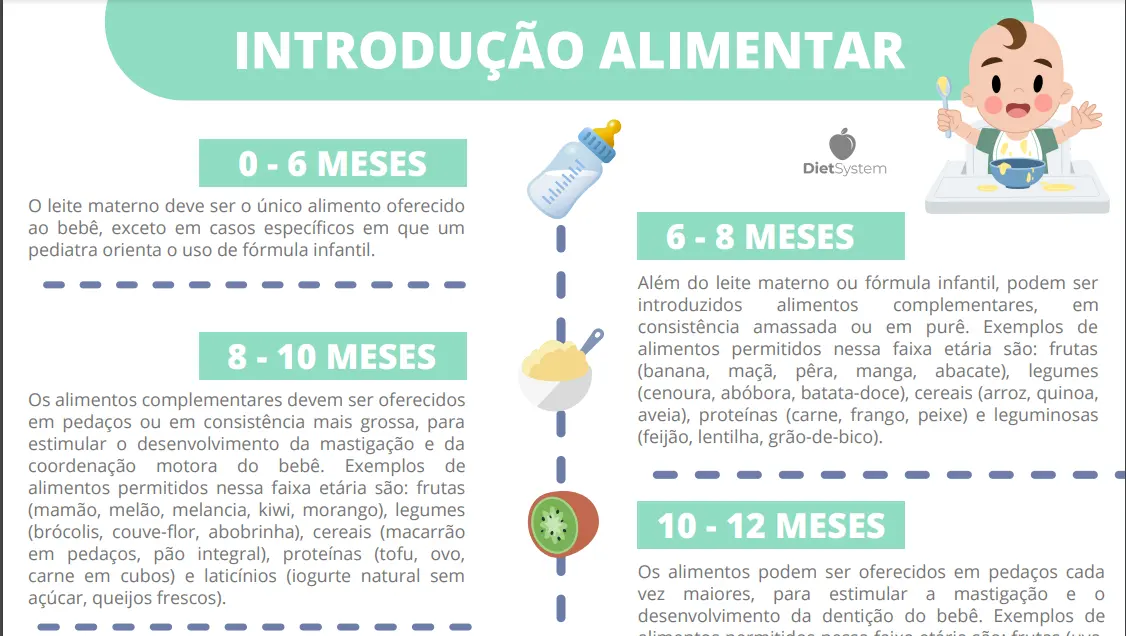 INTRODUÇÃO ALIMENTAR
DietSystem
0 - 6 MESES
O leite materno deve ser o único alimento oferecido
ao bebê, exceto em casos específicos em que um
pediatra orienta o uso de fórmula infantil.
6 - 8 MESES
Além do leite materno ou fórmula infantil, podem ser
introduzidos alimentos complementares, em
consistência amassada ou em purê. Exemplos de
alimentos permitidos nessa faixa etária são: frutas
(banana, maçã, pêra, manga, abacate), legumes
(cenoura, abóbora, batata-doce), cereais (arroz, quinoa,
aveia), proteínas (carne, frango, peixe) e leguminosas
(feijão, lentilha, grão-de-bico).
8 - 10 MESES
Os alimentos complementares devem ser oferecidos
em pedaços ou em consistência mais grossa, para
estimular o desenvolvimento da mastigação e da
coordenação motora do bebê. Exemplos de
alimentos permitidos nessa faixa etária são: frutas
(mamão, melão, melancia, kiwi, morango), legumes
(brócolis, couve-flor, abobrinha), cereais (macarrão
em pedaços, pão integral), proteínas (tofu, ovo,
carne em cubos) e laticínios (iogurte natural sem
açúcar, queijos frescos).
10 - 12 MESES
Os alimentos podem ser oferecidos em pedaços cada
vez maiores, para estimular a mastigação e o
desenvolvimento da dentição do bebê. Exemplos de
alimentos permitidos nessa faixa etária são: frutas (uva,